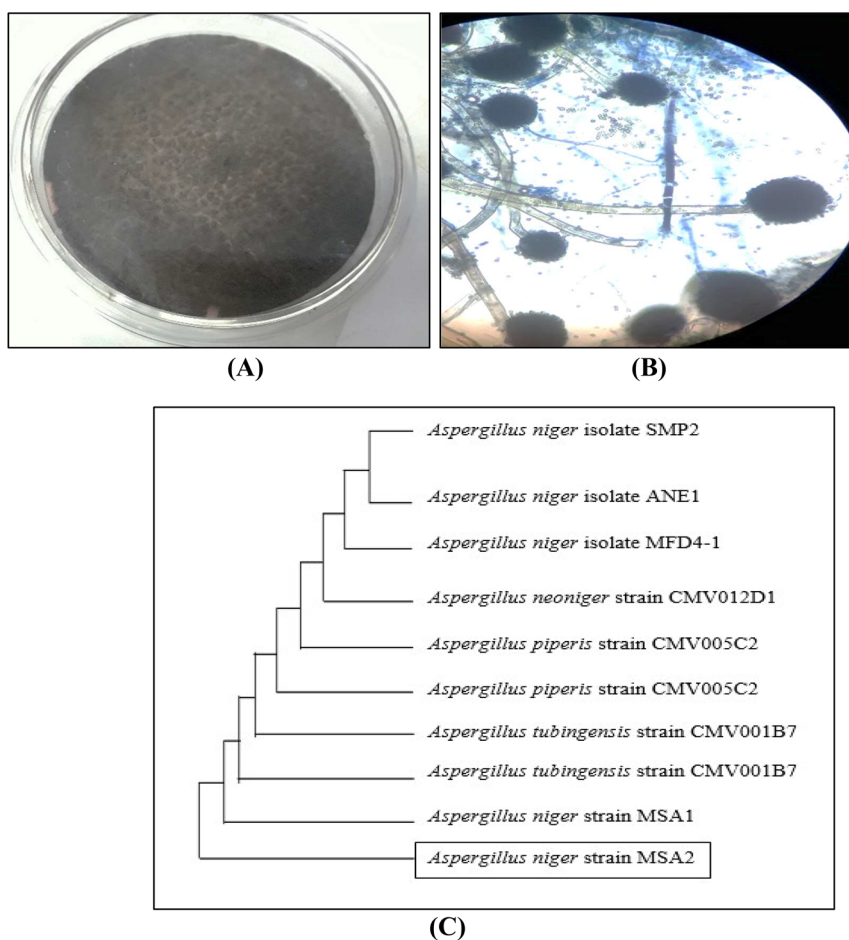 (A)
(B)
Aspergillus niger isolate SMP2
Aspergillus niger isolate ANE1
Aspergillus niger isolate MFD4-1
Aspergillus neoniger strain CMV012D1
Aspergillus piperis strain CMV005C2
Aspergillus piperis strain CMV005C2
Aspergillus tubingensis strain CMV001B7
Aspergillus tubingensis strain CMV001B7
Aspergillus niger strain MSA1
Aspergillus niger strain MSA2
(C)